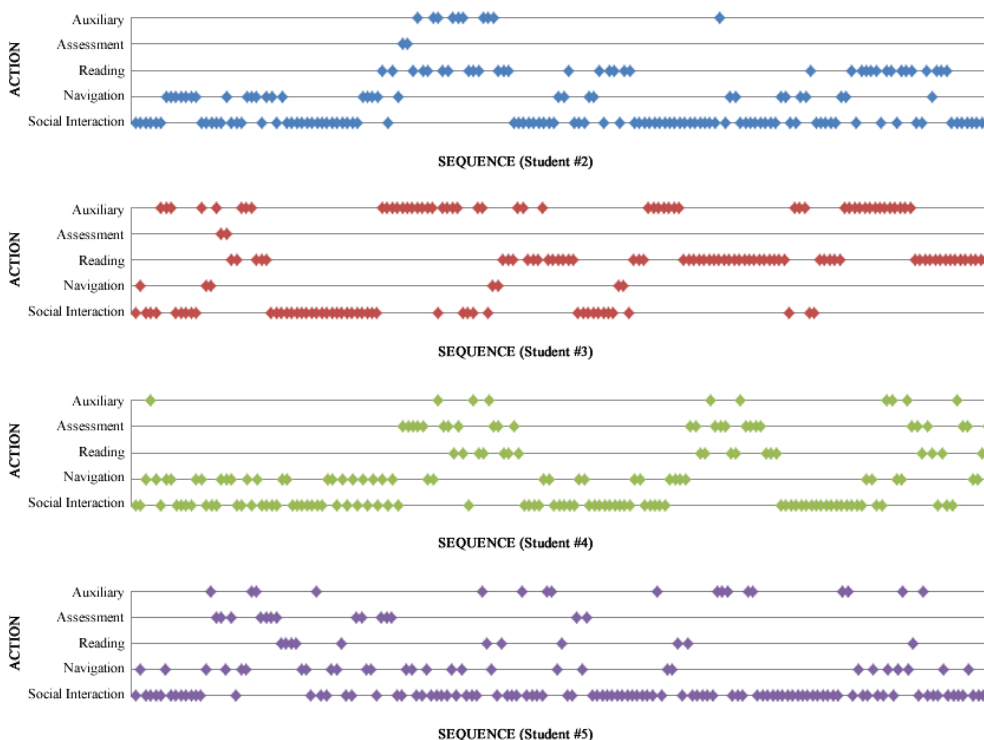 Auxiliary
Assessment
Reading
Navigation
Social Interaction
ACTION
SEQUENCE (Student #2)
Auxiliary
Assessment
Reading
Navigation
Social Interaction
ACTION
SEQUENCE (Student #3)
Auxiliary
Assessment
Reading
Navigation
Social Interaction
ACTION
SEQUENCE (Student #4)
Auxiliary
Assessment
Reading
Navigation
Social Interaction
ACTION
SEQUENCE (Student #5)